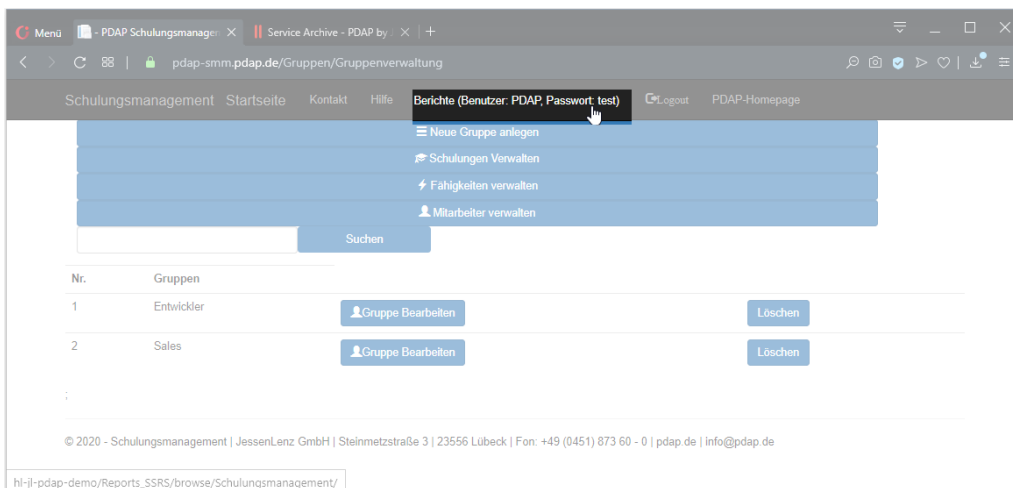 Menü - PDAP Schulungsmanagen Service Archive - PDAP by J
pdap-smm.pdap.de/Gruppen/Gruppenverwaltung
Schulungsmanagement Startseite Kontakt Hilfe Berichte (Benutzer: PDAP, Passwort: test) Logout PDAP-Homepage
Neue Gruppe anlegen
Schulungen Verwalten
Fähigkeiten verwalten
Mitarbeiter verwalten
Suchen
Nr. Gruppen
1 Entwickler Gruppe Bearbeiten Löschen
2 Sales Gruppe Bearbeiten Löschen
;
© 2020 - Schulungsmanagement | JessenLenz GmbH | Steinmetzstraße 3 | 23556 Lübeck | Fon: +49 (0451) 873 60 - 0 | pdap.de | info@pdap.de
hl-jl-pdap-demo/Reports_SSRS/browse/Schulungsmanagement/